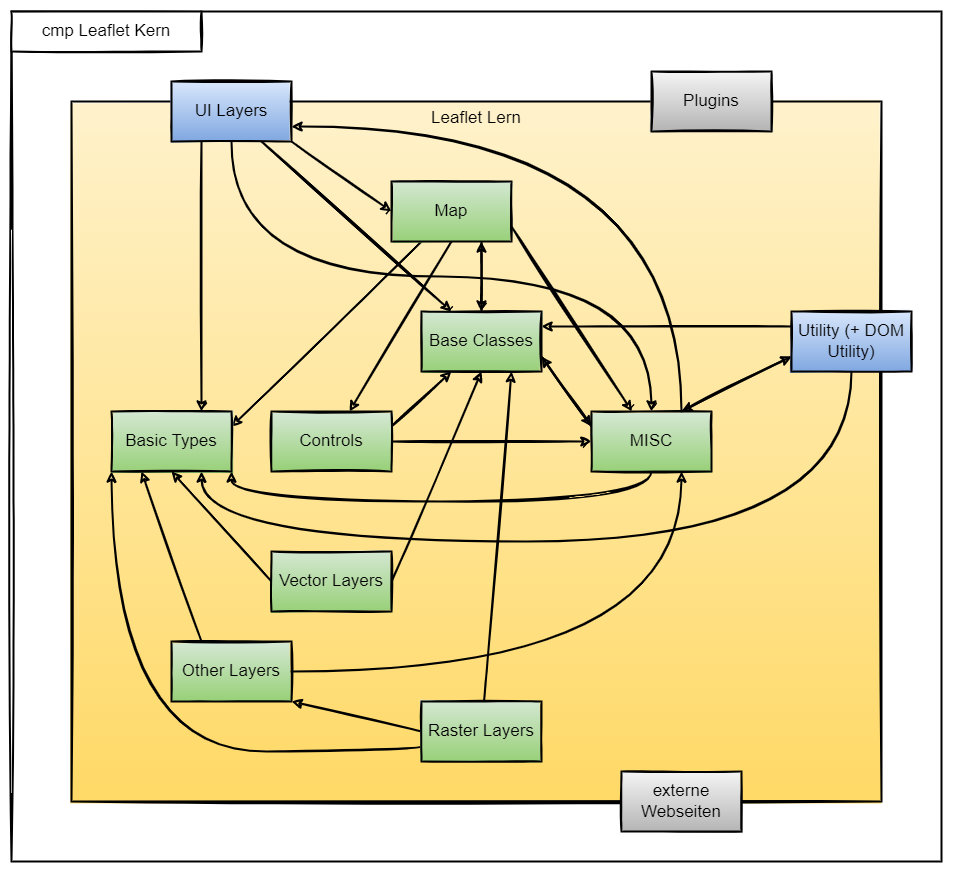 cmp Leaflet Kern
UI Layers
Plugins
Leaflet Lern
Map
Base Classes
Utility (+ DOM
Utility)
Basic Types
Controls
MISC
Vector Layers
Other Layers
Raster Layers
externe
Webseiten